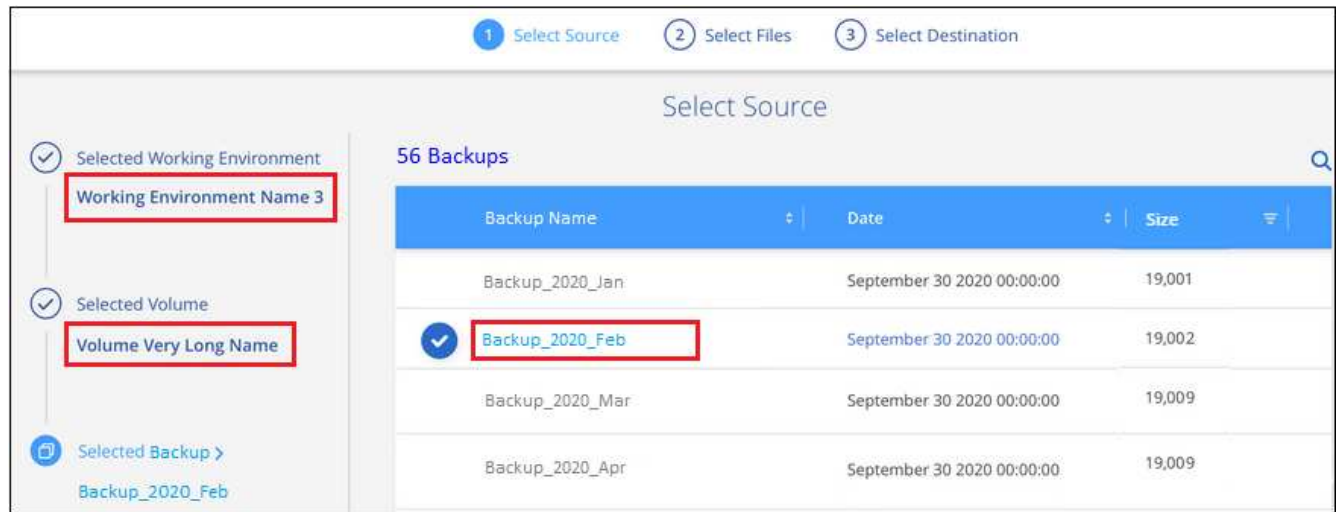 1 Select Source 2 Select Files 3 Select Destination
Select Source
Selected Working Environment
Working Environment Name 3
Selected Volume
Volume Very Long Name
Selected Backup >
Backup_2020_Feb
56 Backups
Backup Name Date Size
Backup_2020_Jan September 30 2020 00:00:00 19,001
Backup_2020_Feb September 30 2020 00:00:00 19,002
Backup_2020_Mar September 30 2020 00:00:00 19,009
Backup_2020_Apr September 30 2020 00:00:00 19,009